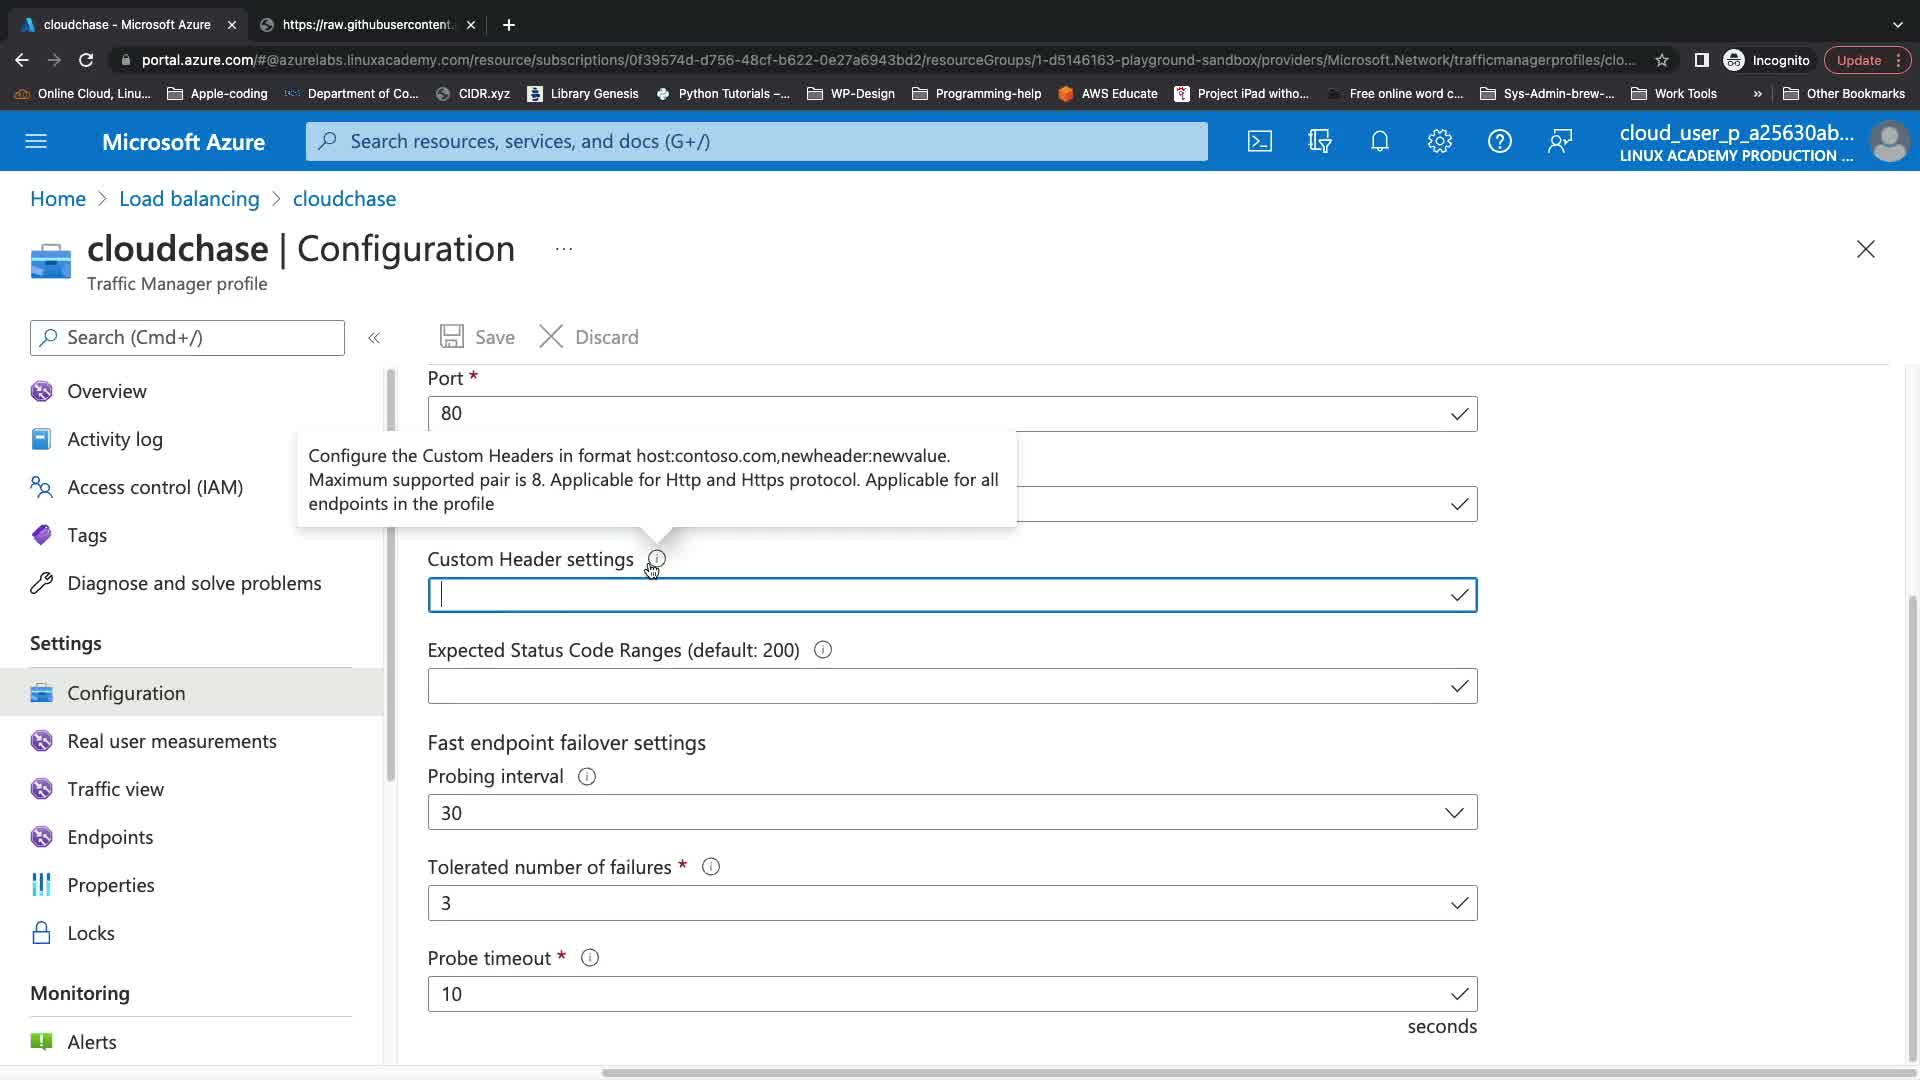 cloudchase - Microsoft Azure
https://raw.githubusercontent.
portal.azure.com/#@azurelabs.linuxacademy.com/resource/subscriptions/0f39574d-d756-48cf-b622-0e27a6943bd2/resourceGroups/1-d5146163-playground-sandbox/providers/Microsoft.Network/trafficmanagerprofiles/clo...
Incognito
Update
Online Cloud, Linu...
Apple-coding
Department of Co...
CIDR.xyz
Library Genesis
Python Tutorials –...
WP-Design
Programming-help
AWS Educate
Project iPad witho...
Free online word c...
Sys-Admin-brew-...
Work Tools
»
Other Bookmarks
Microsoft Azure
Search resources, services, and docs (G+/)
cloud_user_p_a25630ab...
LINUX ACADEMY PRODUCTION ...
Home > Load balancing > cloudchase
cloudchase | Configuration ...
Traffic Manager profile
Search (Cmd+/)
«
Save
Discard
Overview
Activity log
Access control (IAM)
Tags
Diagnose and solve problems
Settings
Configuration
Real user measurements
Traffic view
Endpoints
Properties
Locks
Monitoring
Alerts
Port *
80
Configure the Custom Headers in format host:contoso.com,newheader:newvalue.
Maximum supported pair is 8. Applicable for Http and Https protocol. Applicable for all
endpoints in the profile
Custom Header settings
Expected Status Code Ranges (default: 200)
Fast endpoint failover settings
Probing interval
30
Tolerated number of failures *
3
Probe timeout *
10
seconds